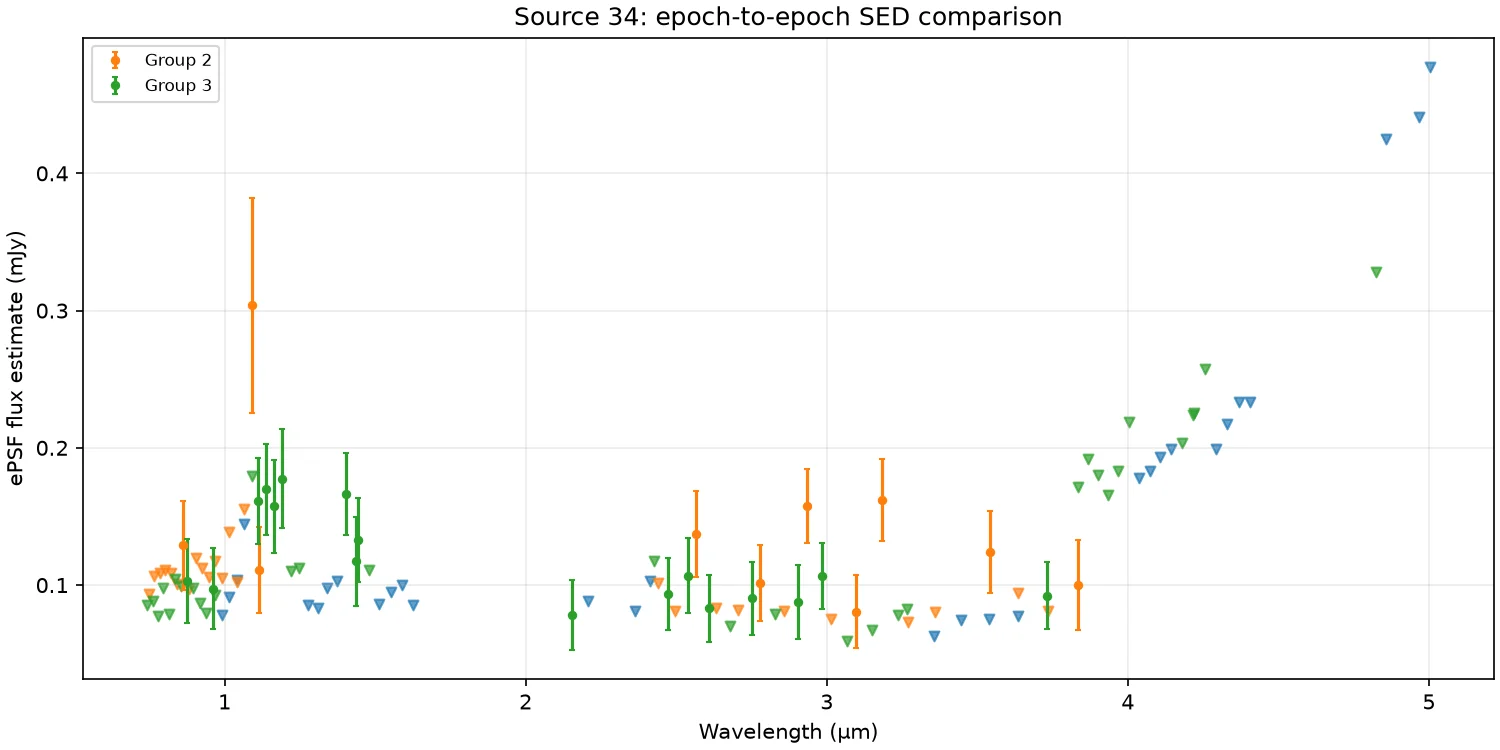 Source 34: epoch-to-epoch SED comparison
Group 2
Group 3
ePSF flux estimate (mJy)
0.4
0.3
0.2
0.1
1 2 3 4 5
Wavelength (μm)